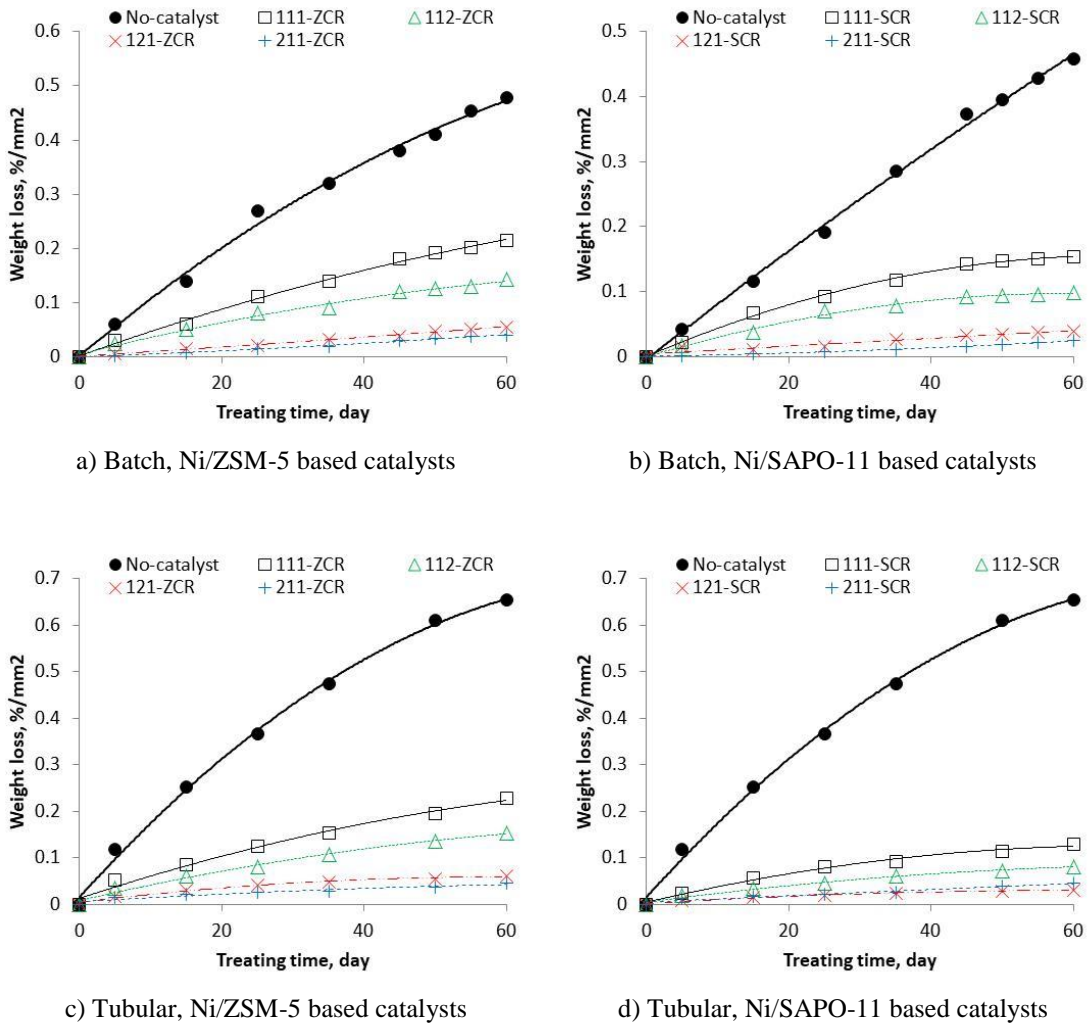 No-catalyst 111-ZCR 112-ZCR
121-ZCR 211-ZCR
0.6
0.5
0.4
0.3
0.2
0.1
0
Weight loss, %/mm2
0 20 40 60
Treating time, day
a) Batch, Ni/ZSM-5 based catalysts
No-catalyst 111-SCR 112-SCR
121-SCR 211-SCR
0.5
0.4
0.3
0.2
0.1
0
Weight loss, %/mm2
0 20 40 60
Treating time, day
b) Batch, Ni/SAPO-11 based catalysts
No-catalyst 111-ZCR 112-ZCR
121-ZCR 211-ZCR
0.7
0.6
0.5
0.4
0.3
0.2
0.1
0
Weight loss, %/mm2
0 20 40 60
Treating time, day
c) Tubular, Ni/ZSM-5 based catalysts
No-catalyst 111-SCR 112-SCR
121-SCR 211-SCR
0.7
0.6
0.5
0.4
0.3
0.2
0.1
0
Weight loss, %/mm2
0 20 40 60
Treating time, day
d) Tubular, Ni/SAPO-11 based catalysts